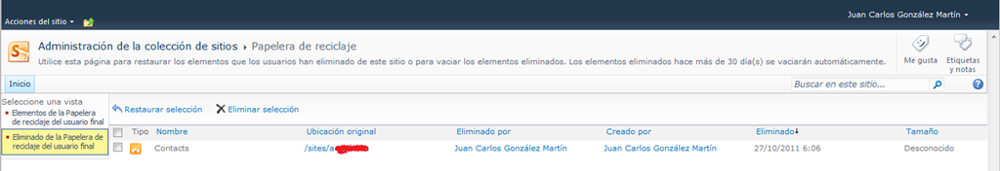 Acciones del sitio
Juan Carlos González Martín
Administración de la colección de sitios Papelera de reciclaje
Utilice esta página para restaurar los elementos que los usuarios han eliminado de este sitio o para vaciar los elementos eliminados. Los elementos eliminados hace más de 30 día(s) se vaciarán automáticamente.
Me gusta
Etiquetas
y notas
Inicio
Buscar en este sitio...
Seleccione una vista
Elementos de la Papelera
de reciclaje del usuario final
Eliminado de la Papelera de
reciclaje del usuario final
Restaurar selección
Eliminar selección
Tipo Nombre Ubicación original Eliminado por Creado por Eliminado Tamaño
Contacts /sites/a Juan Carlos González Martín Juan Carlos González Martín 27/10/2011 6:06 Desconocido